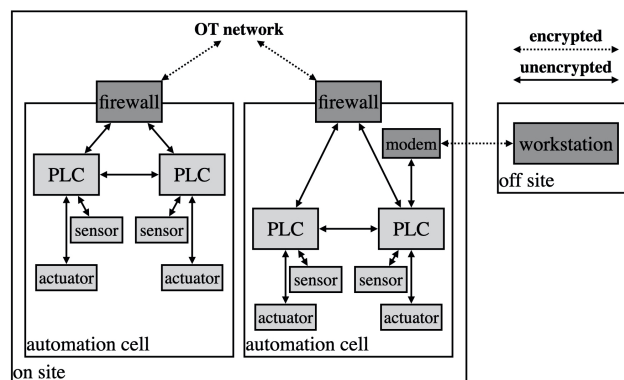 OT network
encrypted
unencrypted
firewall
firewall
modem
workstation
off site
PLC
PLC
sensor
sensor
actuator
actuator
PLC
PLC
sensor
sensor
actuator
actuator
automation cell
automation cell
on site